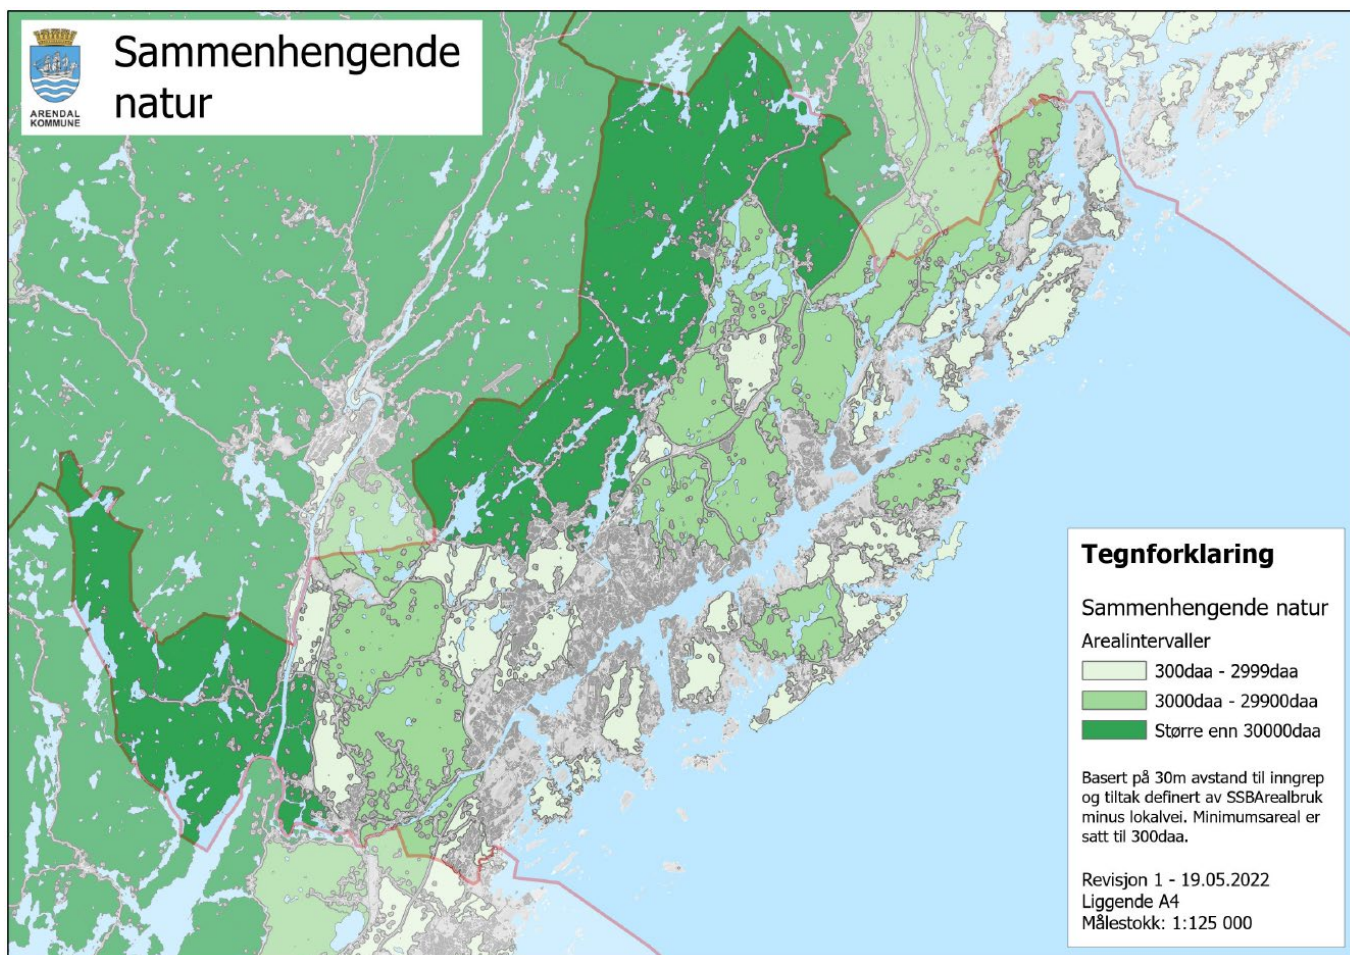 Sammenhengende
natur
ARENDAL
KOMMUNE
Tegnforklaring
Sammenhengende natur
Arealintervaller
300daa - 2999daa
3000daa - 29900daa
Større enn 30000daa
Basert på 30m avstand til inngrep
og tiltak definert av SSBArealbruk
minus lokalvei. Minimumsareal er
satt til 300daa.
Revisjon 1 - 19.05.2022
Liggende A4
Målestokk: 1:125 000